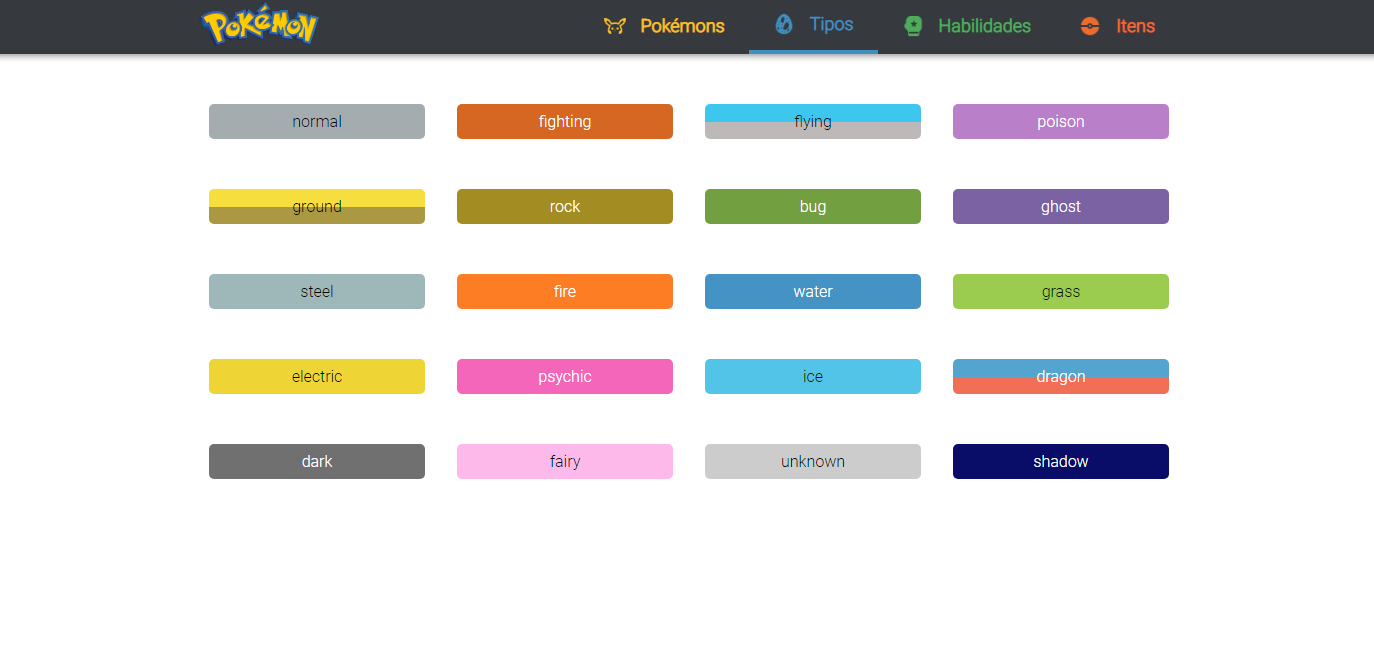 POKÉMON Pokémons Tipos Habilidades Itens
normal fighting flying poison
ground rock bug ghost
steel fire water grass
electric psychic ice dragon
dark fairy unknown shadow